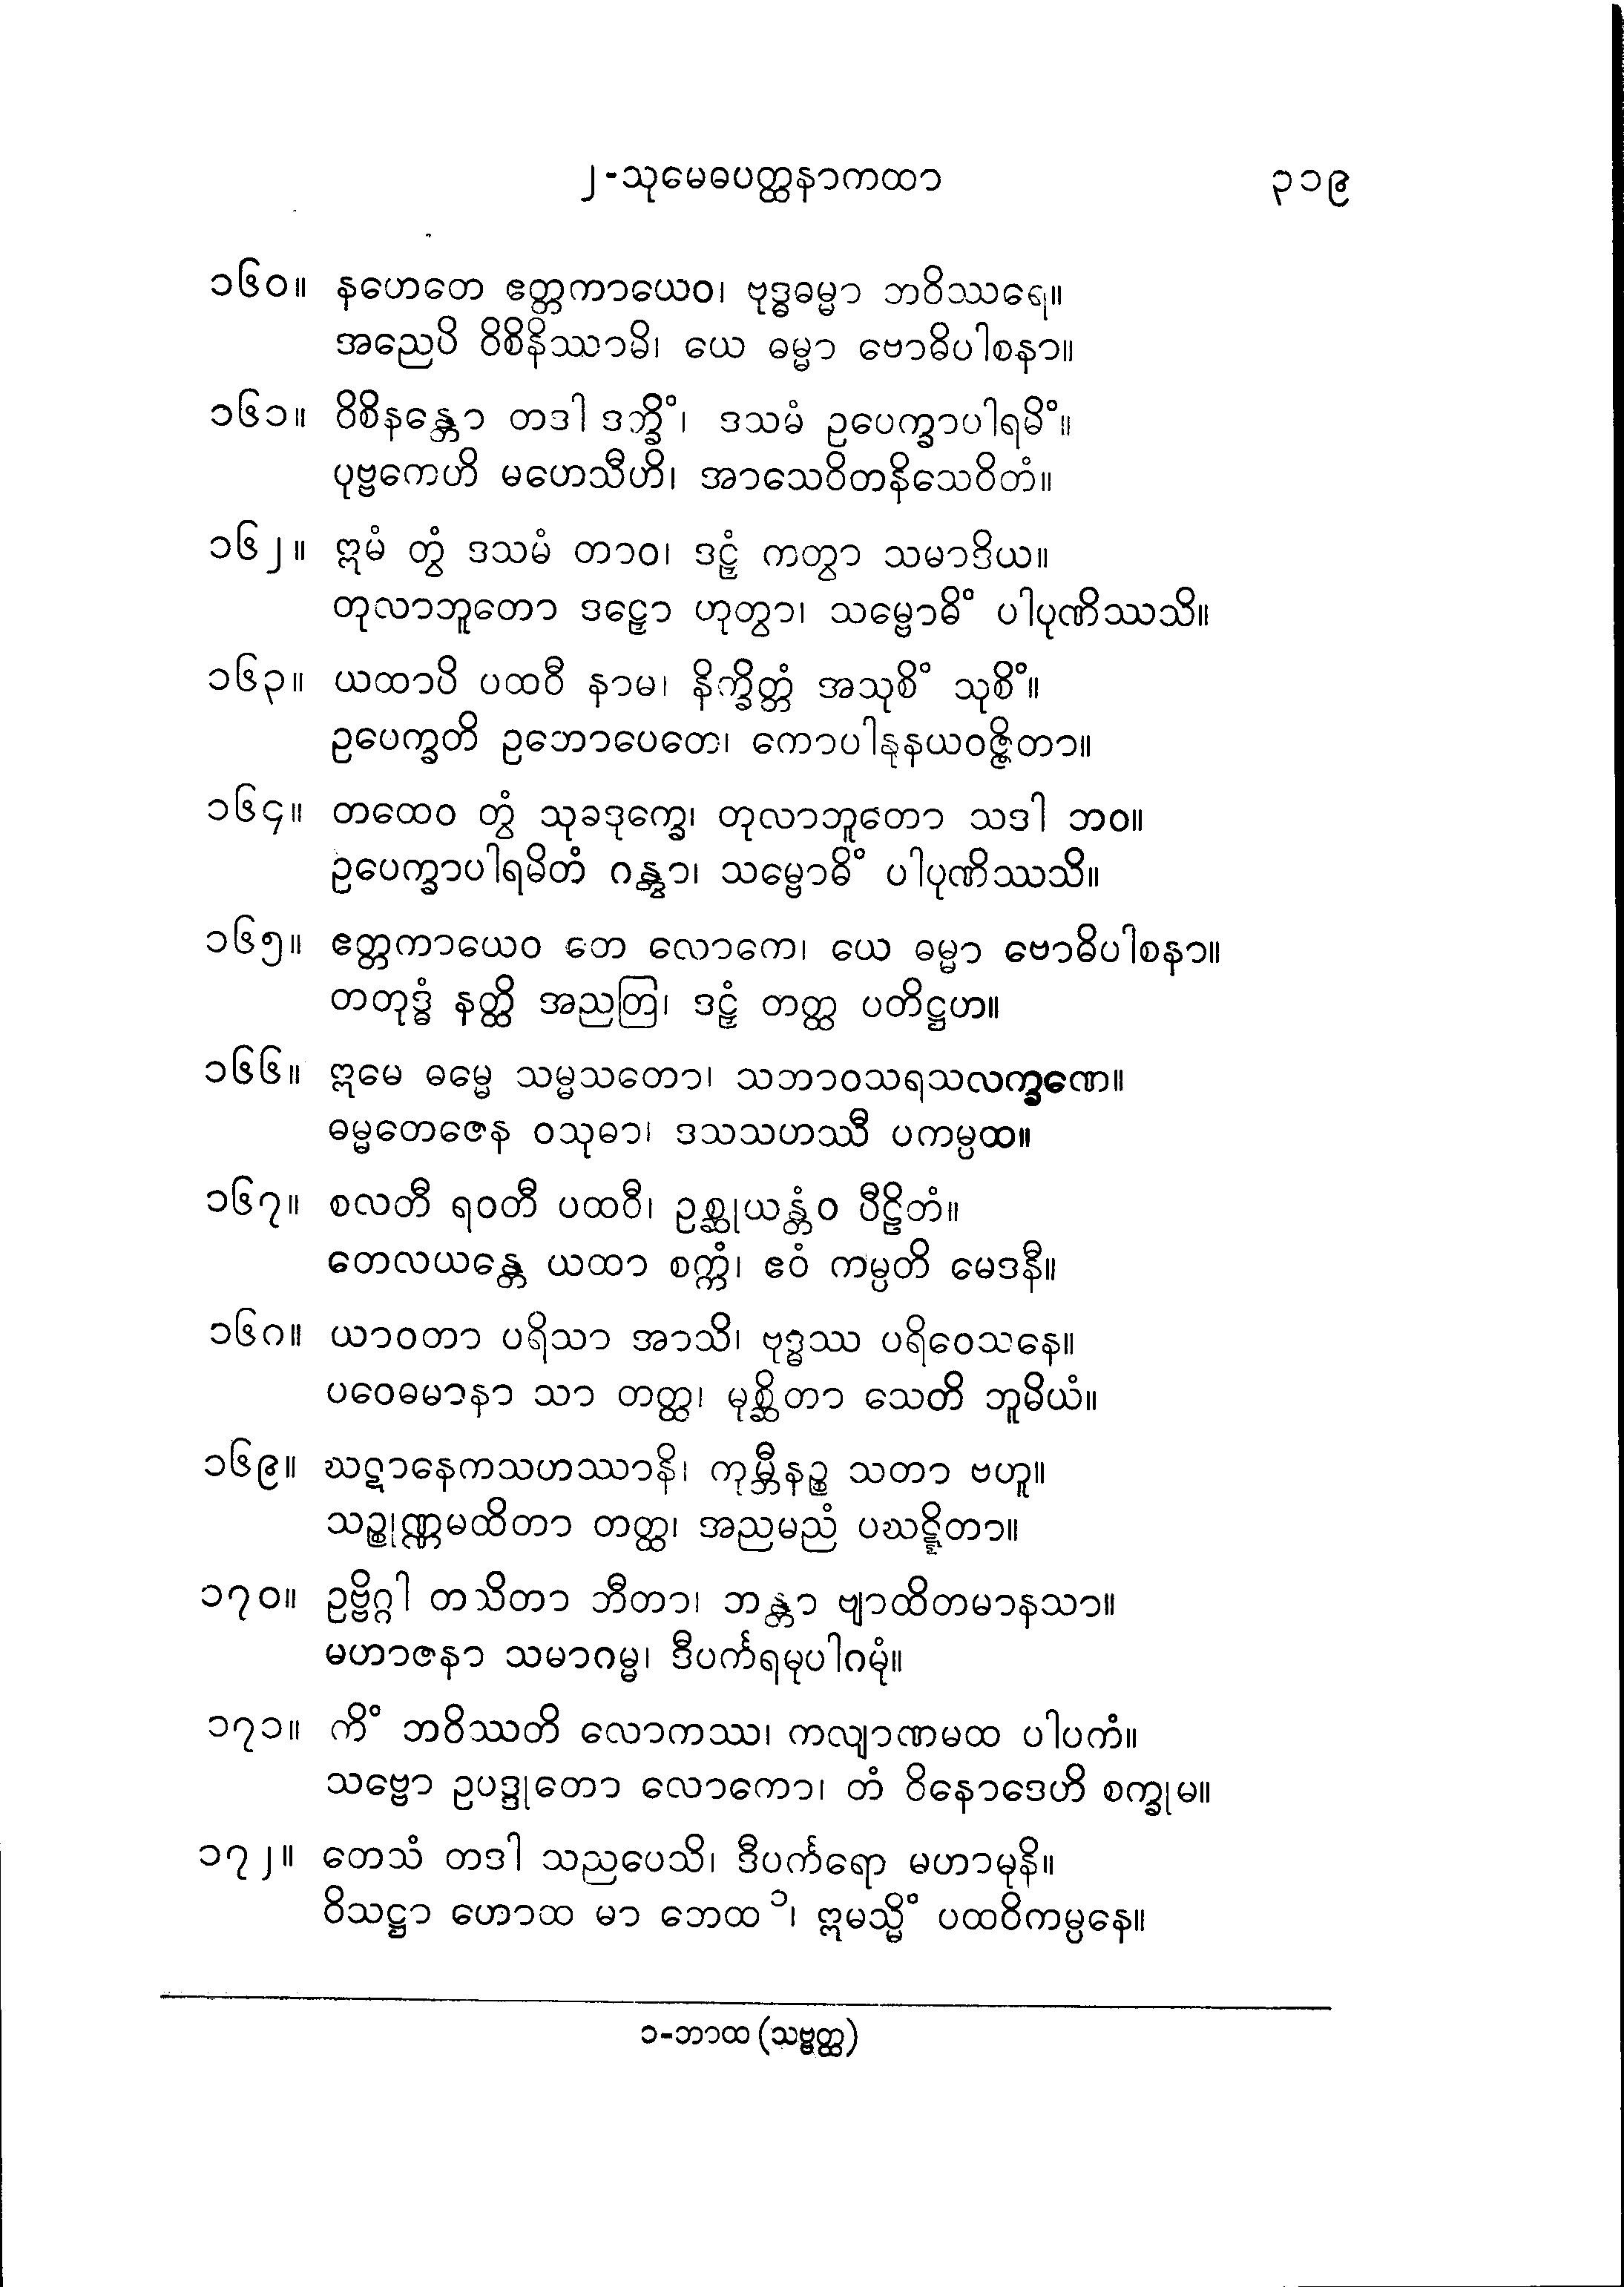 ၂-သုမေဓပတ္ထနာကထာ ၃၁၉
၁၆၀။ နဟေတေ ဧတ္တကာယေဝ၊ ဗုဒ္ဓဓမ္မာ ဘဝိဿရေ။
အညေပိ ဝိစိနိဿာမိ၊ ယေ ဓမ္မာ ဗောဓိပါစနာ။
၁၆၁။ ဝိစိနန္တော တဒါ ဒက္ခိံ၊ ဒသမံ ဥပေက္ခာပါရမိံ။
ပုဗ္ဗကေဟိ မဟေသီဟိ၊ အာသေဝိတနိသေဝိတံ။
၁၆၂။ ဣမံ တွံ ဒသမံ တာဝ၊ ဒဠှံ ကတွာ သမာဒိယ။
တုလာဘူတော ဒဠှော ဟုတွာ၊ သမ္ဗောဓိံ ပါပုဏိဿသိ။
၁၆၃။ ယထာပိ ပထဝီ နာမ၊ နိက္ခိတ္တံ အသုစိံ သုစိံ။
ဥပေက္ခတိ ဥဘောပေတေ၊ ကောပါနုနယဝဇ္ဇိတာ။
၁၆၄။ တထေဝ တွံ သုခဒုက္ခေ၊ တုလာဘူတော သဒါ ဘဝ။
ဥပေက္ခာပါရမိတံ ဂန္တွာ၊ သမ္ဗောဓိံ ပါပုဏိဿသိ။
၁၆၅။ ဧတ္တကာယေဝ တေ လောကေ၊ ယေ ဓမ္မာ ဗောဓိပါစနာ။
တတုဒ္ဓံ နတ္ထိ အညတြ၊ ဒဠှံ တတ္ထ ပတိဋ္ဌဟ။
၁၆၆။ ဣမေ ဓမ္မေ သမ္မသတော၊ သဘာဝသရသလက္ခဏေ။
ဓမ္မတေဇေန ဝသုဓာ၊ ဒသသဟဿီ ပကမ္ပထ။
၁၆၇။ စလတီ ရဝတီ ပထဝီ၊ ဥစ္ဆုယန္တံဝ ပီဠိတံ။
တေလယန္တေ ယထာ စက္ကံ၊ ဧဝံ ကမ္ပတိ မေဒနီ။
၁၆၈။ ယာဝတာ ပရိသာ အာသိ၊ ဗုဒ္ဓဿ ပရိဝေသနေ။
ပဝေဓမာနာ သာ တတ္ထ၊ မုစ္ဆိတာ သေတိ ဘူမိယံ။
၁၆၉။ ဃဋာနေကသဟဿာနိ၊ ကုမ္ဘီနဉ္စ သတာ ဗဟူ။
သဉ္စုဏ္ဏမထိတာ တတ္ထ၊ အညမညံ ပဃဋ္ဋိတာ။
၁၇၀။ ဥဗ္ဗိဂ္ဂါ တသိတာ ဘီတာ၊ ဘန္တာ ဗျာထိတမာနသာ။
မဟာဇနာ သမာဂမ္မ၊ ဒီပင်္ကရမုပါဂမုံ။
၁၇၁။ ကိံ ဘဝိဿတိ လောကဿ၊ ကလျာဏမထ ပါပကံ။
သဗ္ဗော ဥပဒ္ဒုတော လောကော၊ တံ ဝိနောဒေဟိ စက္ခုမ။
၁၇၂။ တေသံ တဒါ သညပေသိ၊ ဒီပင်္ကရော မဟာမုနိ။
ဝိသဋ္ဌာ ဟောထ မာ ဘေထ ၁၊ ဣမသ္မိံ ပထဝိကမ္ပနေ။
၁-ဘာထ (သဗ္ဗတ္ထ)